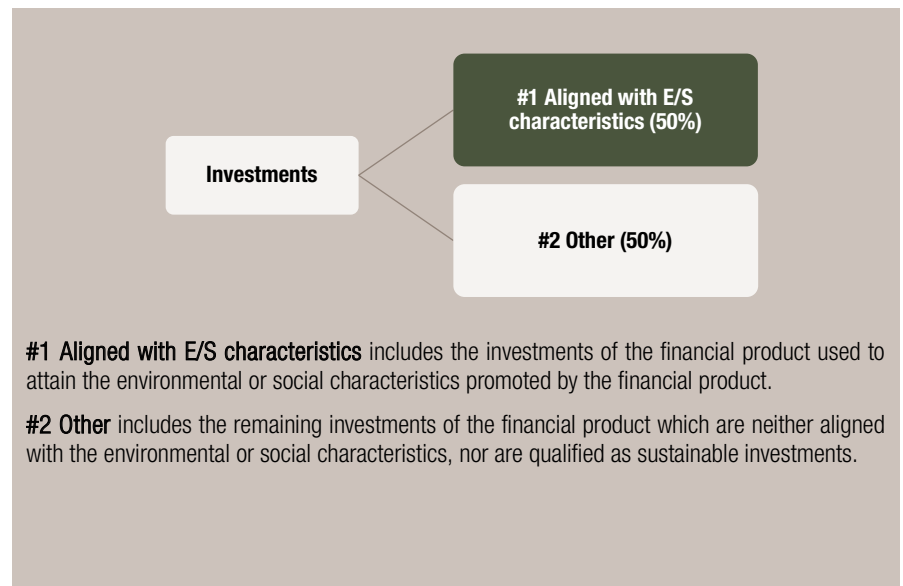 #1 Aligned with E/S
characteristics (50%)
Investments
#2 Other (50%)
#1 Aligned with E/S characteristics includes the investments of the financial product used to
attain the environmental or social characteristics promoted by the financial product.
#2 Other includes the remaining investments of the financial product which are neither aligned
with the environmental or social characteristics, nor are qualified as sustainable investments.